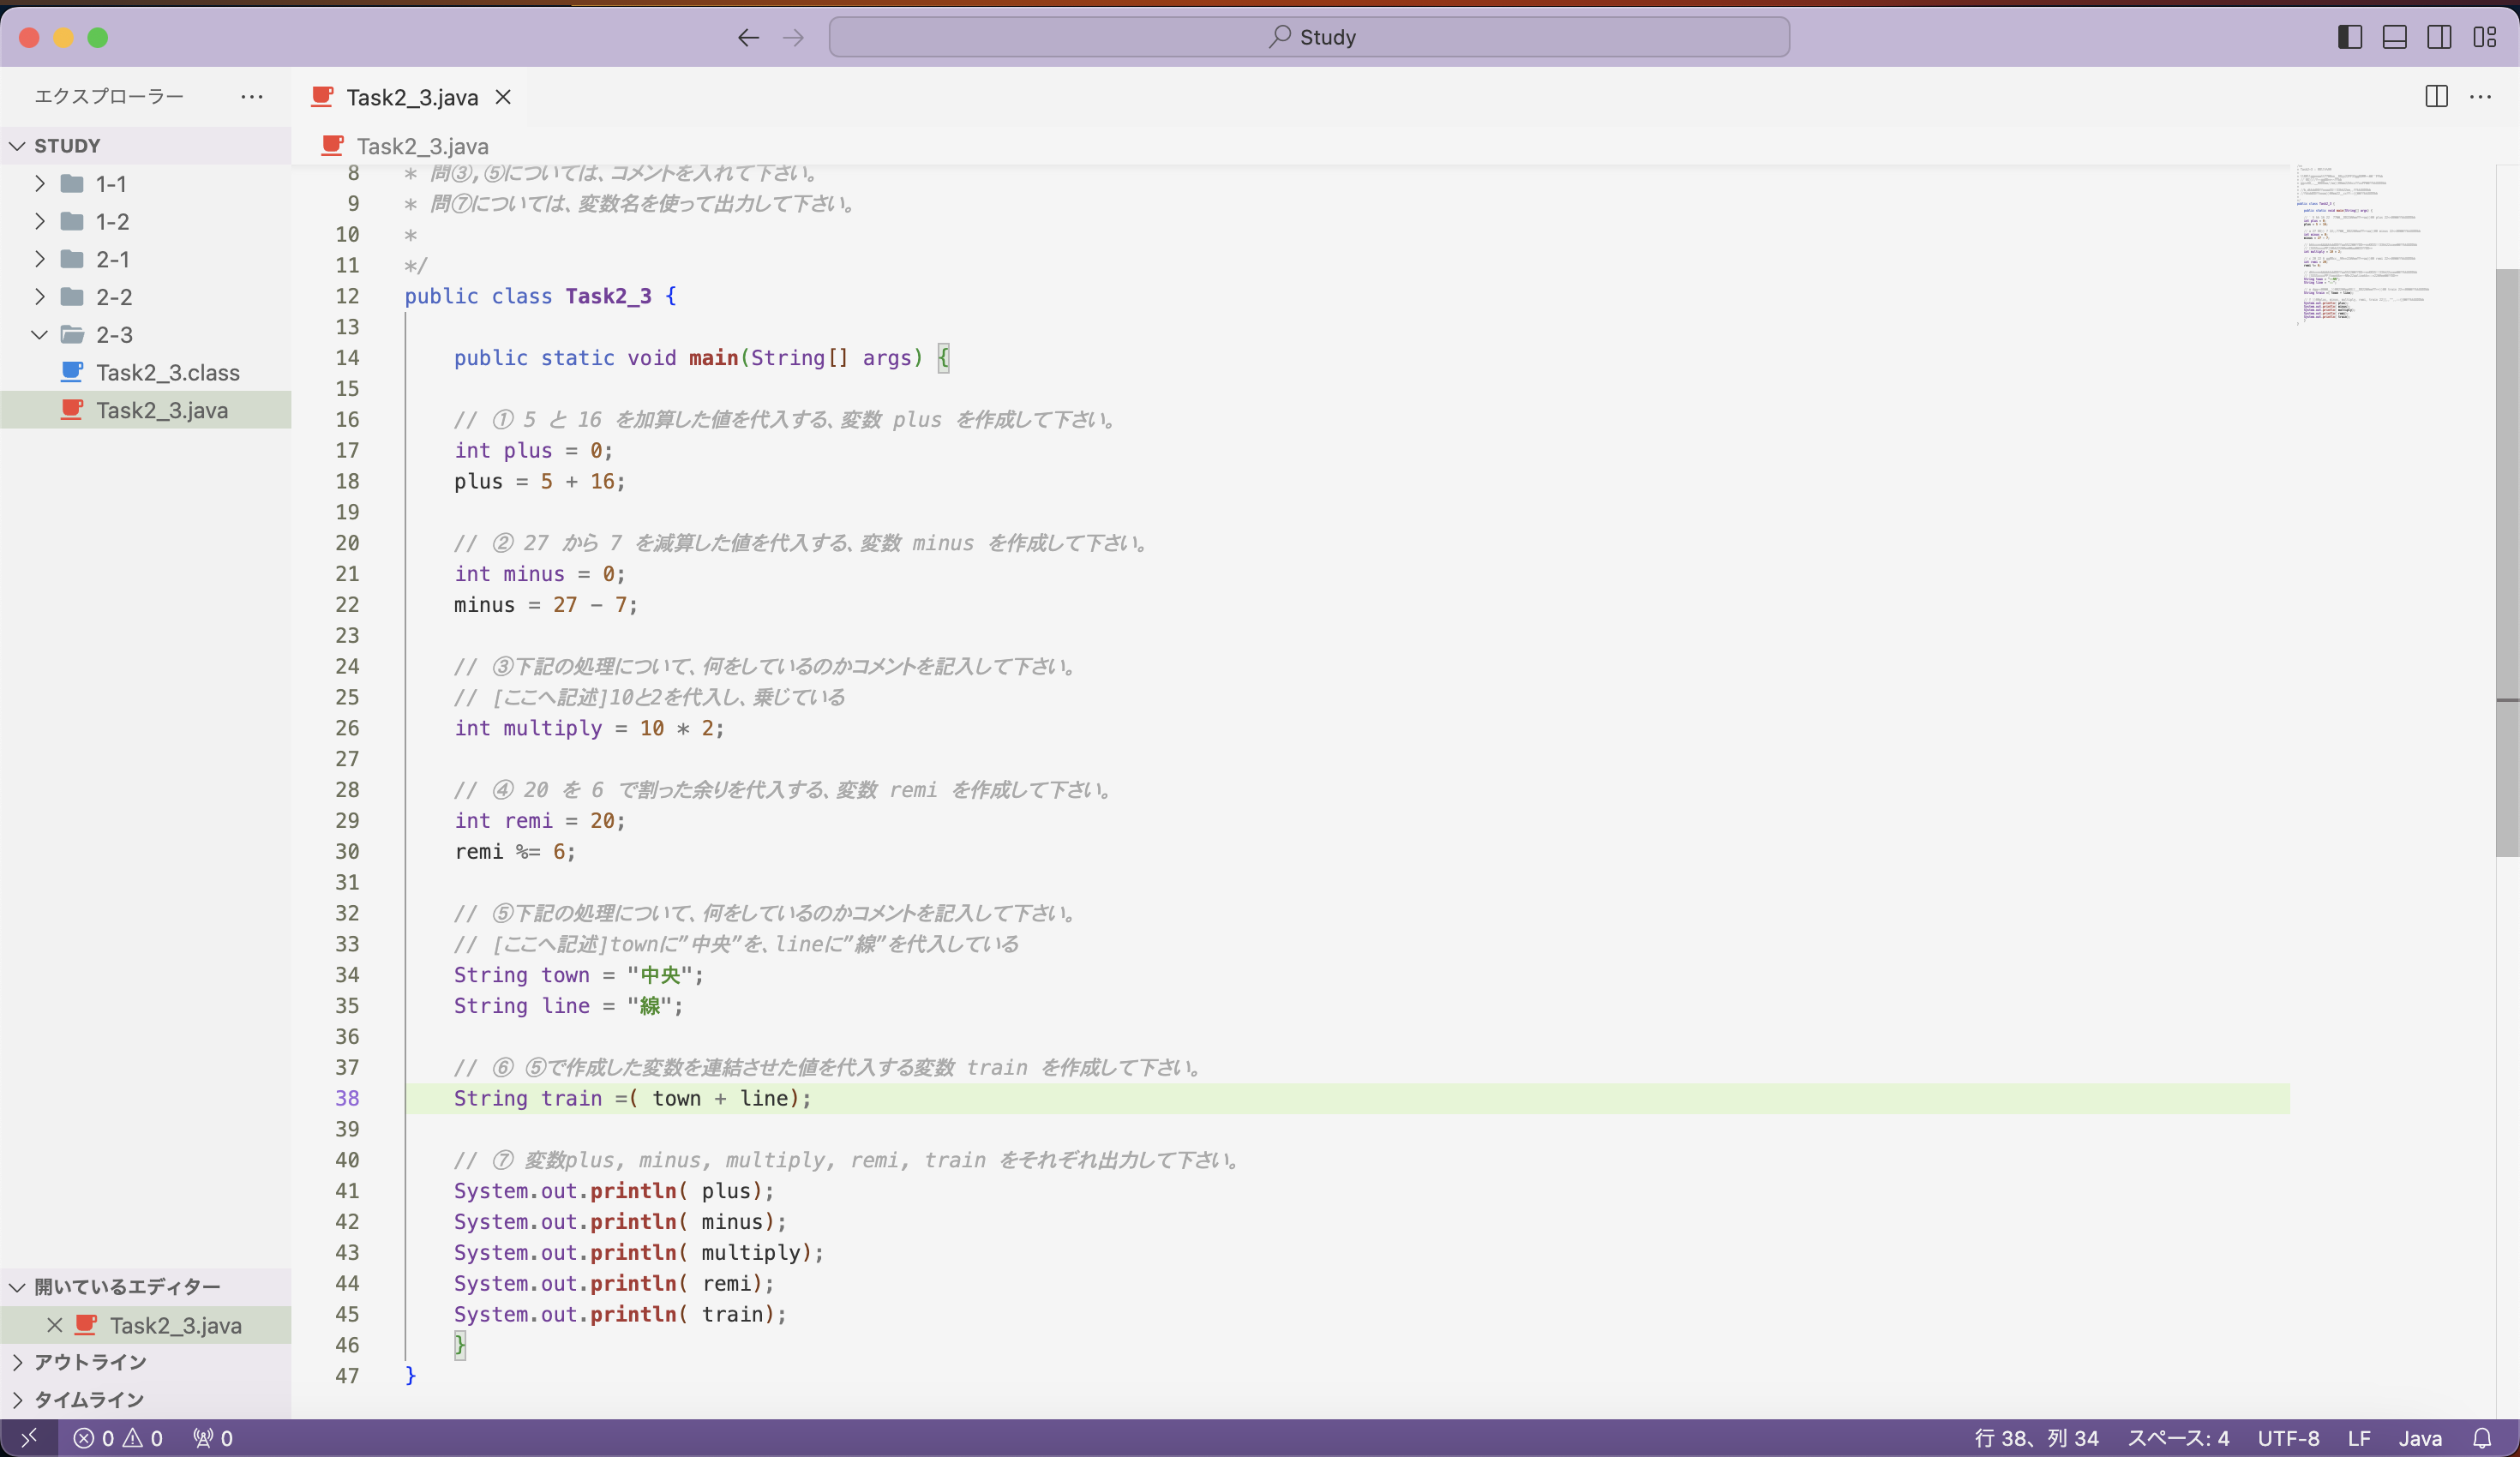 Study
エクスプローラー
STUDY
1-1
1-2
2-1
2-2
2-3
Task2_3.class
Task2_3.java
開いているエディター
Task2_3.java
アウトライン
タイムライン
Task2_3.java
Task2_3.java
8 * 問③,⑤については、コメントを入れて下さい。
9 * 問⑦については、変数名を使って出力して下さい。
10 *
11 */
12 public class Task2_3 {
13
14 public static void main(String[] args) {
15
16 // ① 5 と 16 を加算した値を代入する、変数 plus を作成して下さい。
17 int plus = 0;
18 plus = 5 + 16;
19
20 // ② 27 から 7 を減算した値を代入する、変数 minus を作成して下さい。
21 int minus = 0;
22 minus = 27 - 7;
23
24 // ③下記の処理について、何をしているのかコメントを記入して下さい。
25 // [ここへ記述]10と2を代入し、乗じている
26 int multiply = 10 * 2;
27
28 // ④ 20 を 6 で割った余りを代入する、変数 remi を作成して下さい。
29 int remi = 20;
30 remi %= 6;
31
32 // ⑤下記の処理について、何をしているのかコメントを記入して下さい。
33 // [ここへ記述]townに”中央”を、lineに”線”を代入している
34 String town = "中央";
35 String line = "線";
36
37 // ⑥ ⑤で作成した変数を連結させた値を代入する変数 train を作成して下さい。
38 String train =( town + line);
39
40 // ⑦ 変数plus, minus, multiply, remi, train をそれぞれ出力して下さい。
41 System.out.println( plus);
42 System.out.println( minus);
43 System.out.println( multiply);
44 System.out.println( remi);
45 System.out.println( train);
46 }
47 }
0 0 0
行 38、列 34 スペース: 4 UTF-8 LF Java